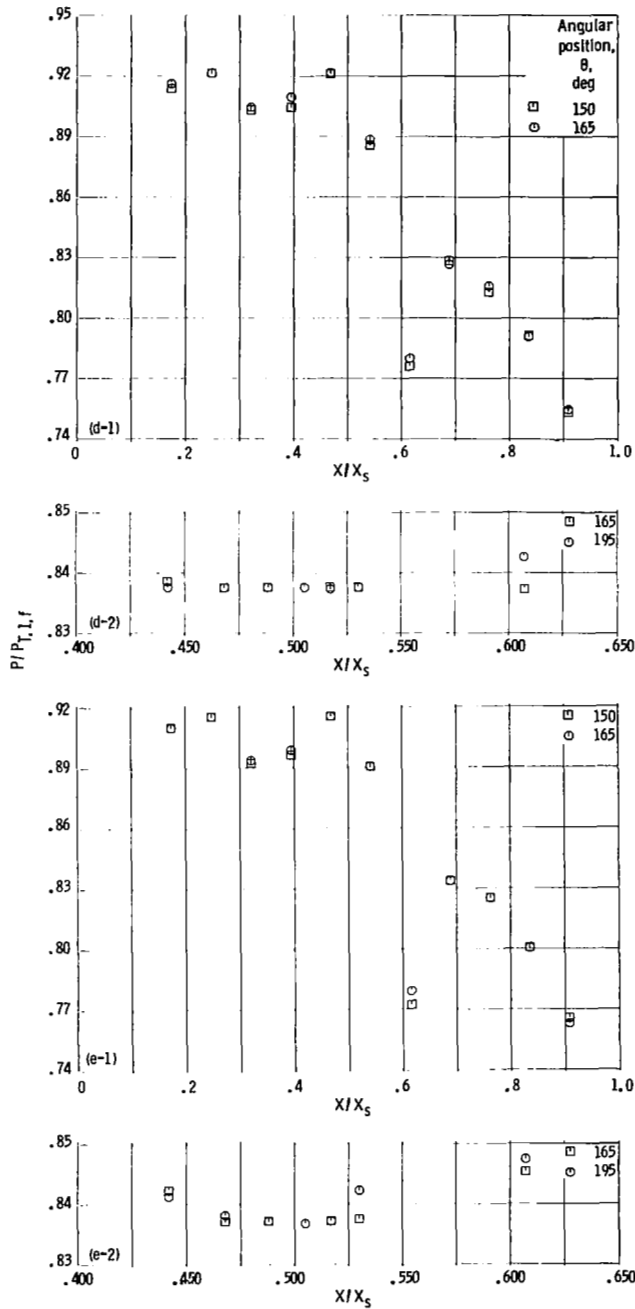 .95
.92
.89
.86
.83
.80
.77
.74
Angular
position,
θ,
deg
150
165
(d-1)
0 .2 .4 .6 .8 1.0
X/X_s
.85
.84
.83
165
195
(d-2)
.400 .450 .500 .550 .600 .650
X/X_s
P/P_T,1,f
.92
.89
.86
.83
.80
.77
.74
150
165
(e-1)
0 .2 .4 .6 .8 1.0
X/X_s
.85
.84
.83
165
195
(e-2)
.400 .450 .500 .550 .600 .650
X/X_s